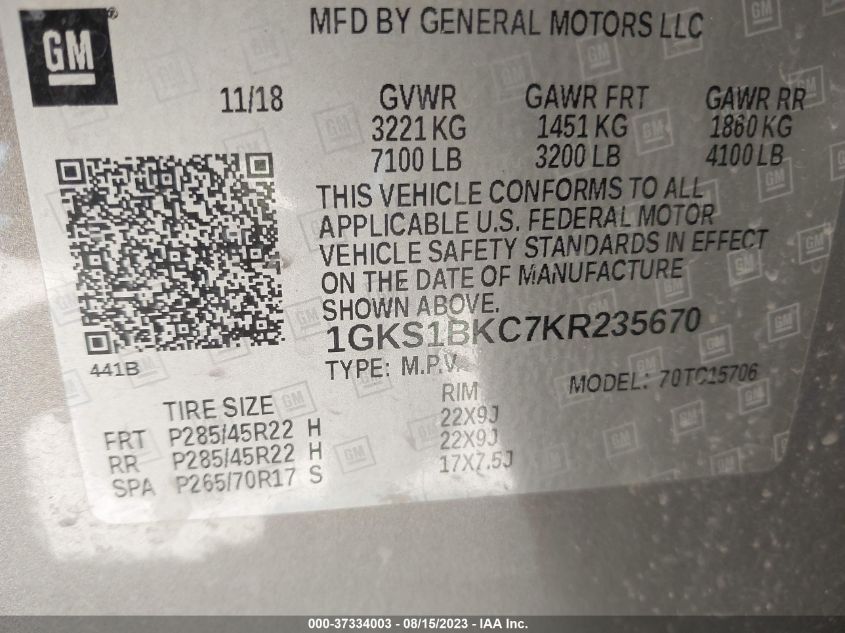 GM
MFD BY GENERAL MOTORS LLC
11/18 GVWR GAWR FRT GAWR RR
3221 KG 1451 KG 1860 KG
7100 LB 3200 LB 4100 LB
THIS VEHICLE CONFORMS TO ALL
APPLICABLE U.S. FEDERAL MOTOR
VEHICLE SAFETY STANDARDS IN EFFECT
ON THE DATE OF MANUFACTURE
SHOWN ABOVE.
1GKS1BKC7KR235670
441B
TYPE: M.P.V. MODEL: 70TC15706
TIRE SIZE RIM
FRT P285/45R22 H 22X9J
RR P285/45R22 H 22X9J
SPA P265/70R17 S 17X7.5J
000-37334003 - 08/15/2023 - IAA Inc.